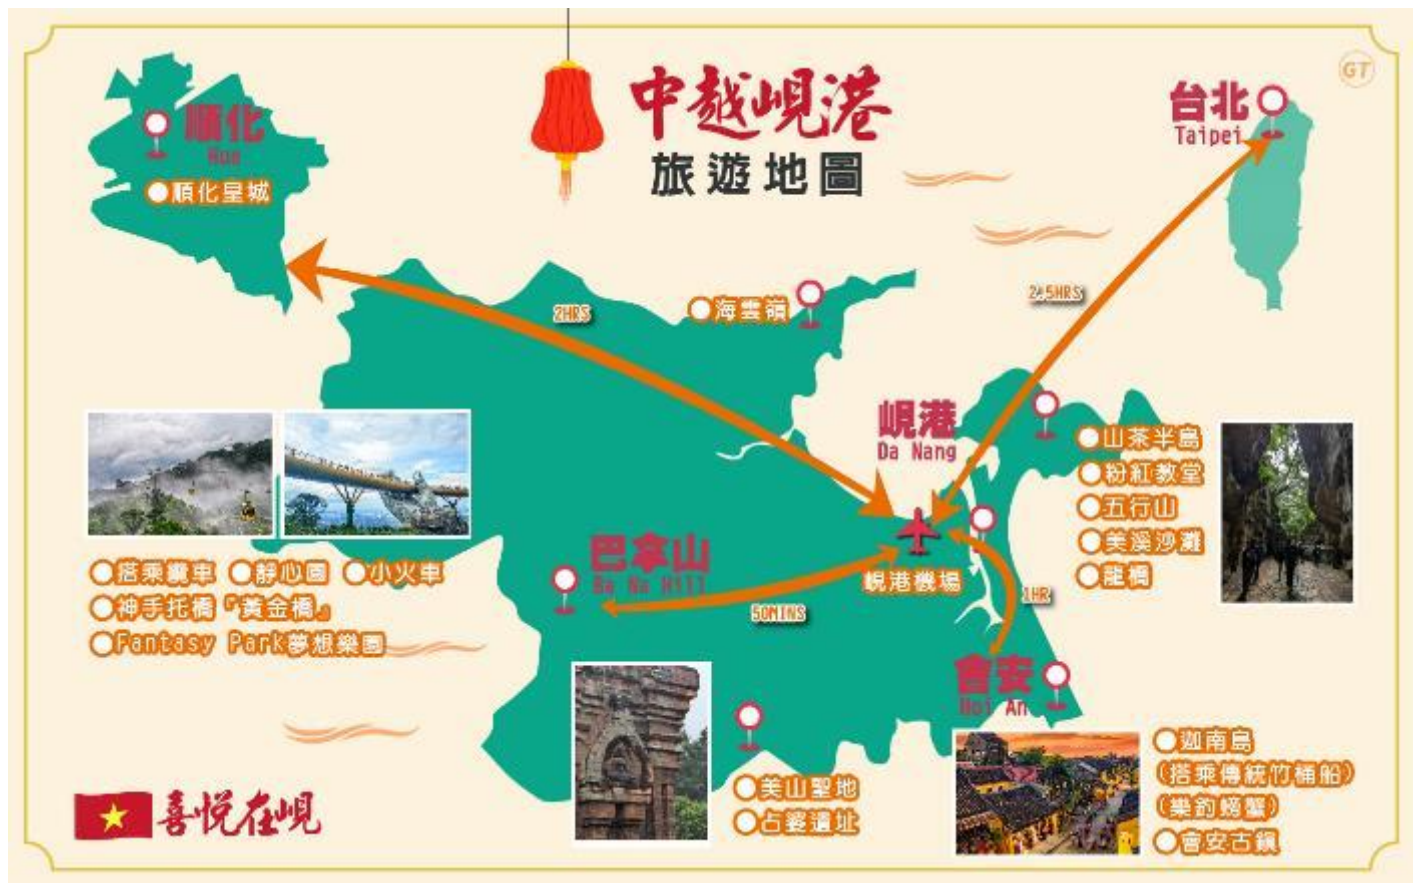 中越峴港
旅遊地圖
GT
台北
Taipei
順化
Hue
順化皇城
2HRS
海雲嶺
2.5HRS
峴港
Da Nang
山茶半島
粉紅教堂
五行山
美溪沙灘
龍橋
巴拿山
Ba Na Hill
峴港機場
50MINS
1HR
搭乘纜車 靜心園 小火車
神手托橋『黃金橋』
Fantasy Park夢想樂園
會安
Hoi An
迦南島
(搭乘傳統竹桶船)
(樂釣螃蟹)
會安古鎮
美山聖地
占婆遺址
喜悅在峴